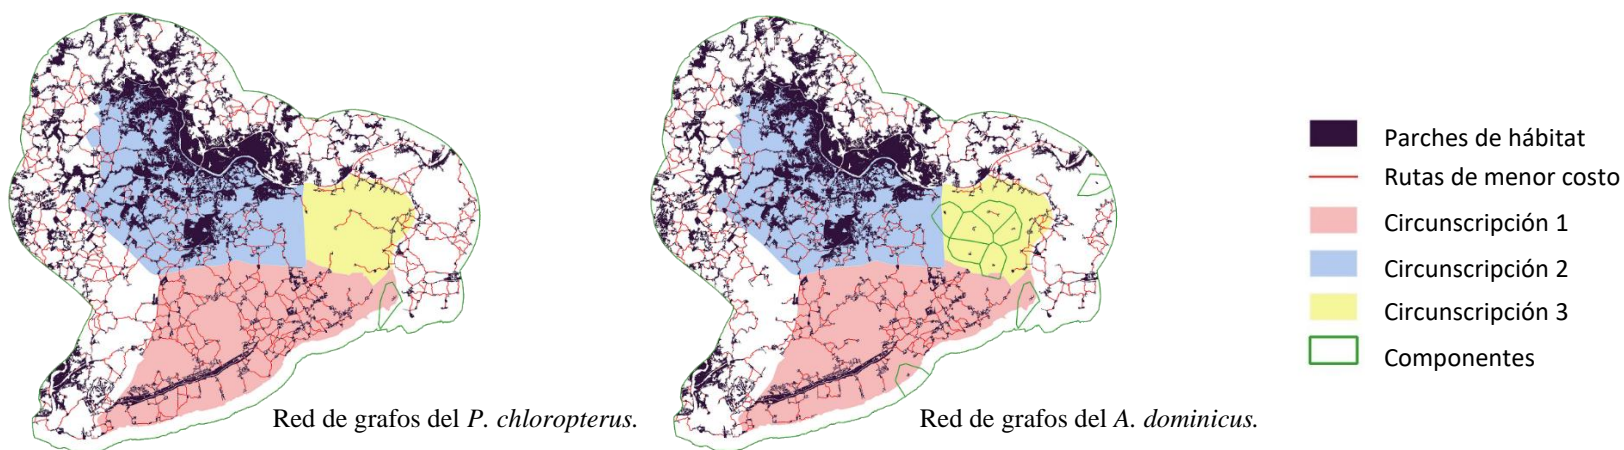 Parches de hábitat
Rutas de menor costo
Circunscripción 1
Circunscripción 2
Circunscripción 3
Componentes
Red de grafos del P. chloropterus.
Red de grafos del A. dominicus.